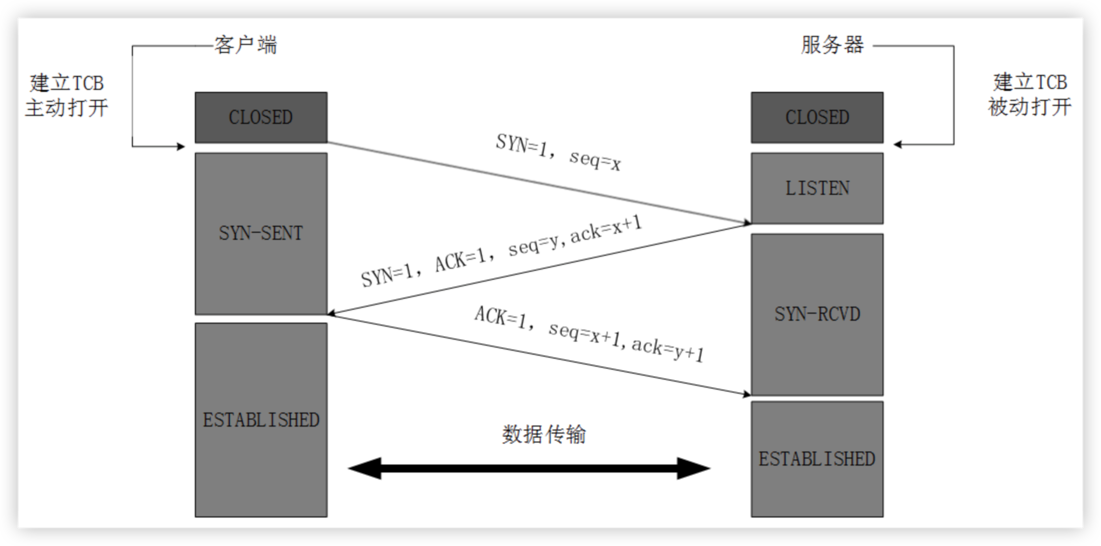 客户端
服务器
建立TCB
主动打开
建立TCB
被动打开
CLOSED
CLOSED
SYN=1, seq=x
LISTEN
SYN-SENT
SYN=1, ACK=1, seq=y,ack=x+1
SYN-RCVD
ACK=1, seq=x+1,ack=y+1
ESTABLISHED
数据传输
ESTABLISHED